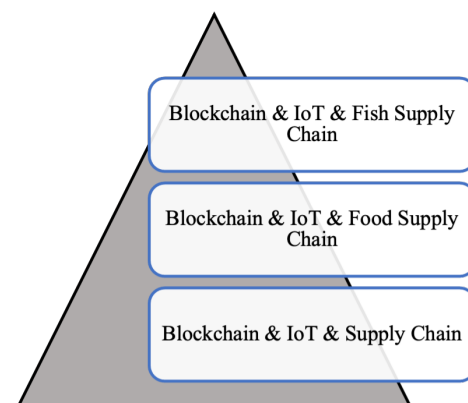 Blockchain & IoT & Fish Supply
Chain
Blockchain & IoT & Food Supply
Chain
Blockchain & IoT & Supply Chain